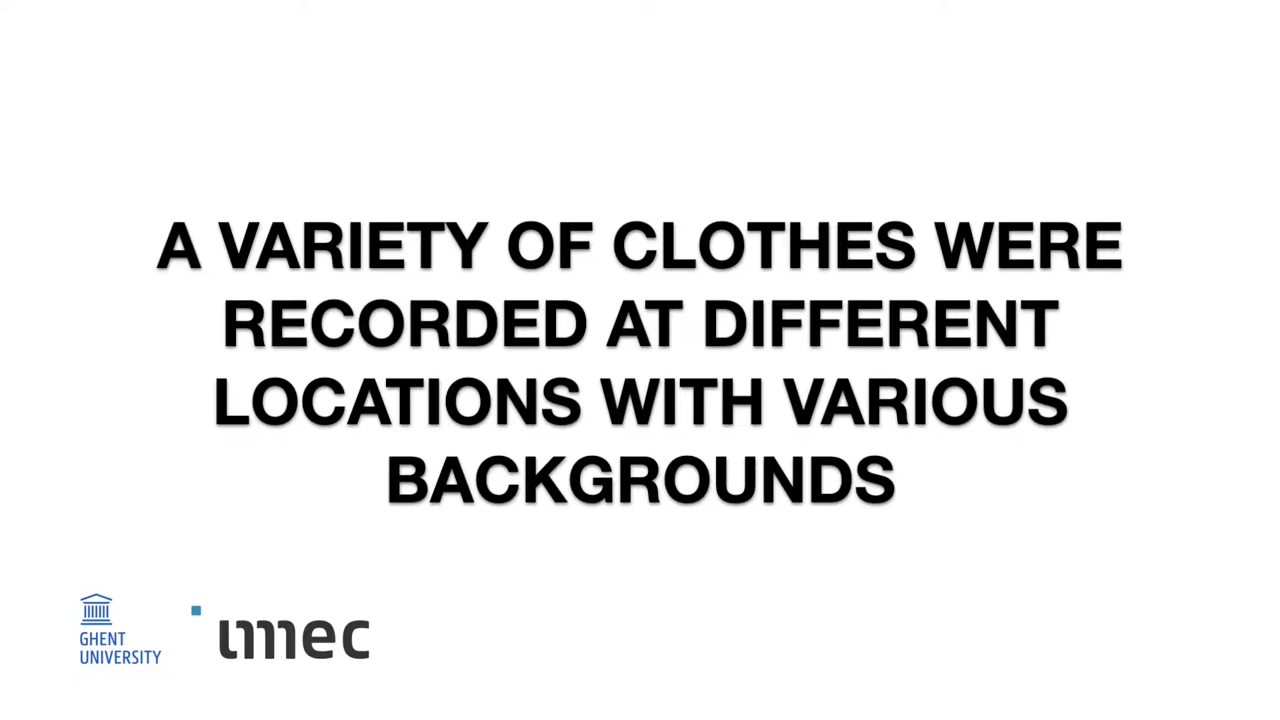 A VARIETY OF CLOTHES WERE
RECORDED AT DIFFERENT
LOCATIONS WITH VARIOUS
BACKGROUNDS
GHENT
UNIVERSITY
imec